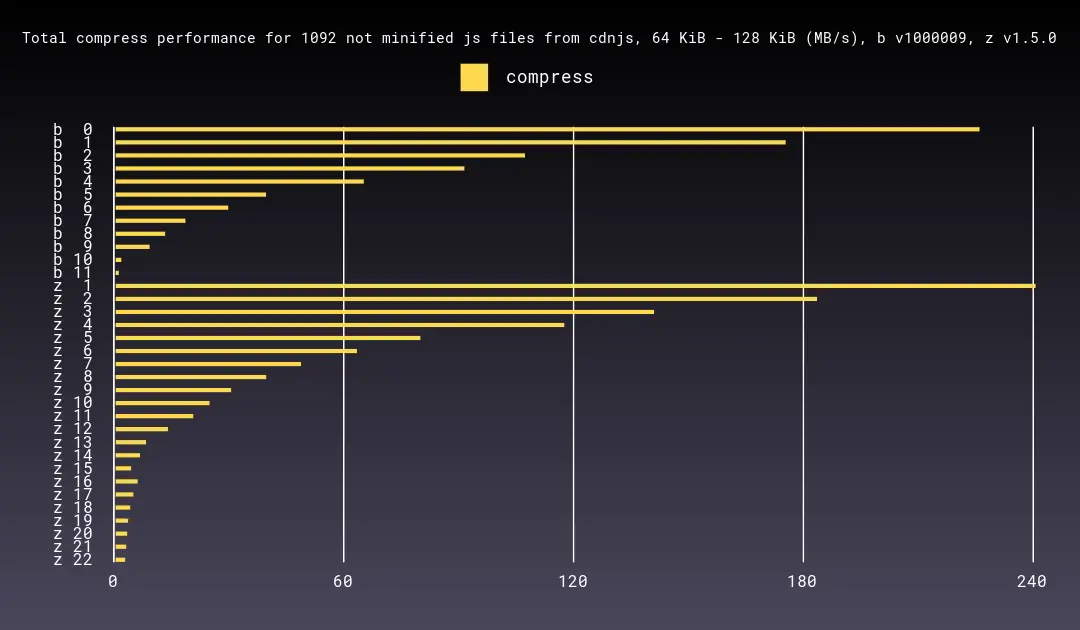 Total compress performance for 1092 not minified js files from cdnjs, 64 KiB - 128 KiB (MB/s), b v1000009, z v1.5.0
compress
b 0
b 1
b 2
b 3
b 4
b 5
b 6
b 7
b 8
b 9
b 10
b 11
z 1
z 2
z 3
z 4
z 5
z 6
z 7
z 8
z 9
z 10
z 11
z 12
z 13
z 14
z 15
z 16
z 17
z 18
z 19
z 20
z 21
z 22
0 60 120 180 240